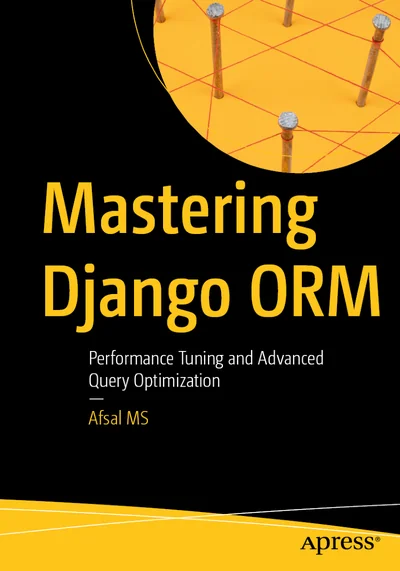 Mastering
Django ORM
Performance Tuning and Advanced
Query Optimization
—
Afsal MS
Apress®